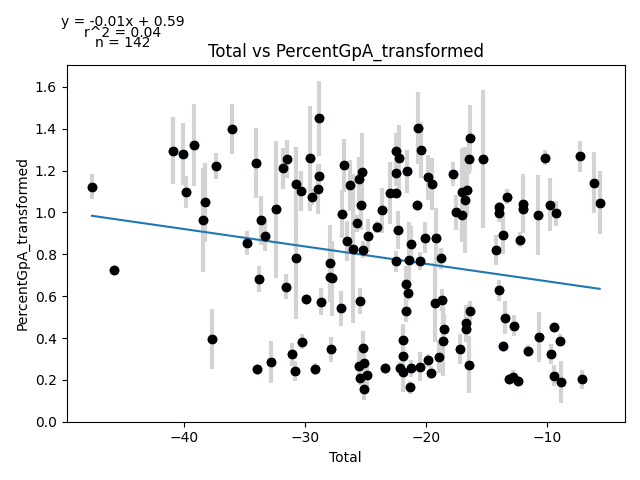 y = -0.01x + 0.59
r^2 = 0.04
n = 142
Total vs PercentGpA_transformed
1.6
1.4
1.2
1.0
0.8
0.6
0.4
0.2
0.0
PercentGpA_transformed
−40
−30
−20
−10
Total